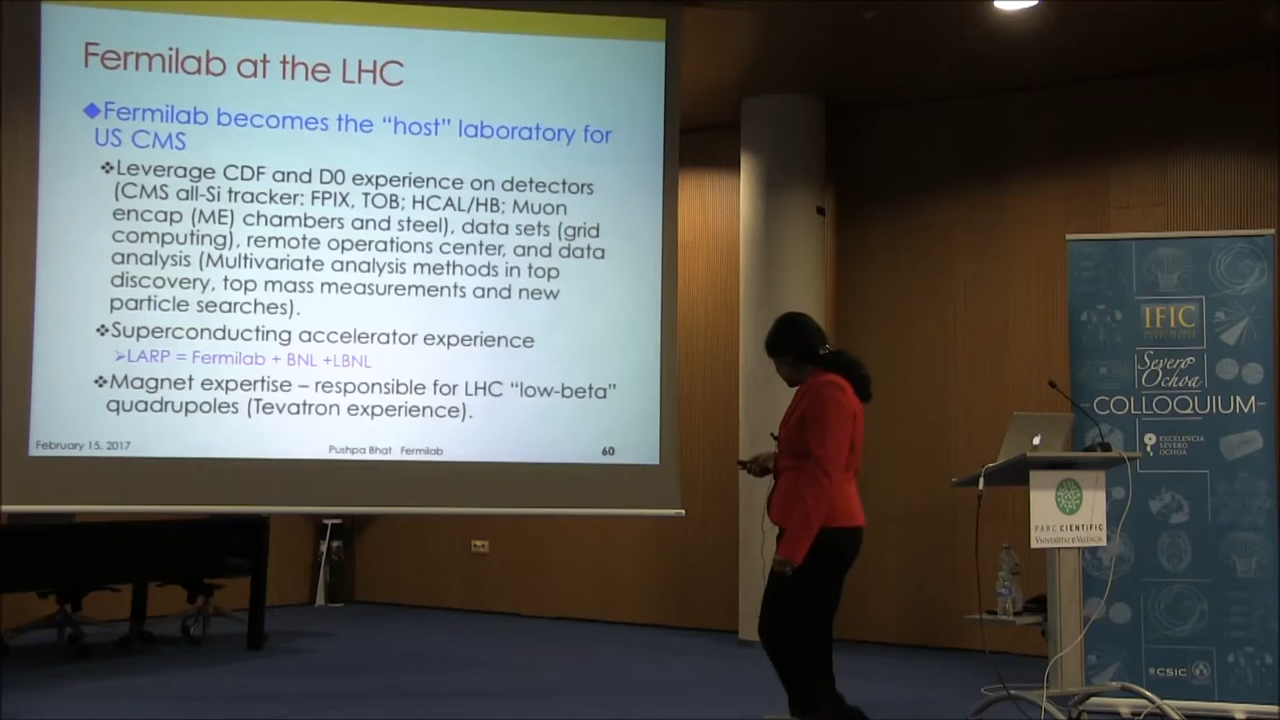 Fermilab at the LHC
◆Fermilab becomes the “host” laboratory for
US CMS
❖Leverage CDF and D0 experience on detectors
(CMS all-Si tracker: FPIX, TOB; HCAL/HB; Muon
encap (ME) chambers and steel), data sets (grid
computing), remote operations center, and data
analysis (Multivariate analysis methods in top
discovery, top mass measurements and new
particle searches).
❖Superconducting accelerator experience
➢LARP = Fermilab + BNL +LBNL
❖Magnet expertise – responsible for LHC “low-beta”
quadrupoles (Tevatron experience).
February 15, 2017
Pushpa Bhat Fermilab
60
IFIC
Severo
Ochoa
COLLOQUIUM
EXCELENCIA
SEVERO
OCHOA
CSIC
PARC CIENTÍFIC
VNIVERSITAT D VALÈNCIA